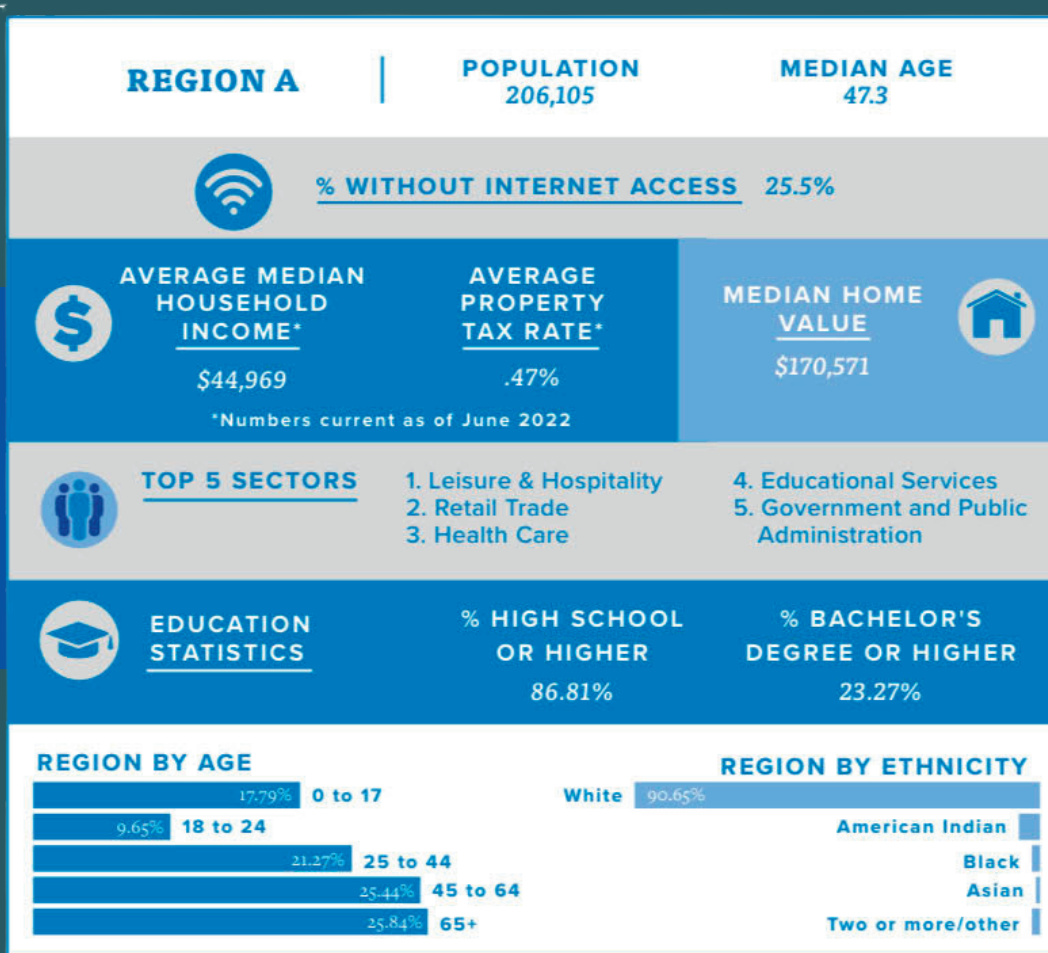 REGION A
POPULATION
206,105
MEDIAN AGE
47.3
% WITHOUT INTERNET ACCESS 25.5%
AVERAGE MEDIAN
HOUSEHOLD
INCOME*
$44,969
AVERAGE
PROPERTY
TAX RATE*
.47%
*Numbers current as of June 2022
MEDIAN HOME
VALUE
$170,571
TOP 5 SECTORS
1. Leisure & Hospitality
2. Retail Trade
3. Health Care
4. Educational Services
5. Government and Public
Administration
EDUCATION
STATISTICS
% HIGH SCHOOL
OR HIGHER
86.81%
% BACHELOR'S
DEGREE OR HIGHER
23.27%
REGION BY AGE
17.79% 0 to 17
9.65% 18 to 24
21.27% 25 to 44
25.44% 45 to 64
25.84% 65+
REGION BY ETHNICITY
White 90.65%
American Indian
Black
Asian
Two or more/other